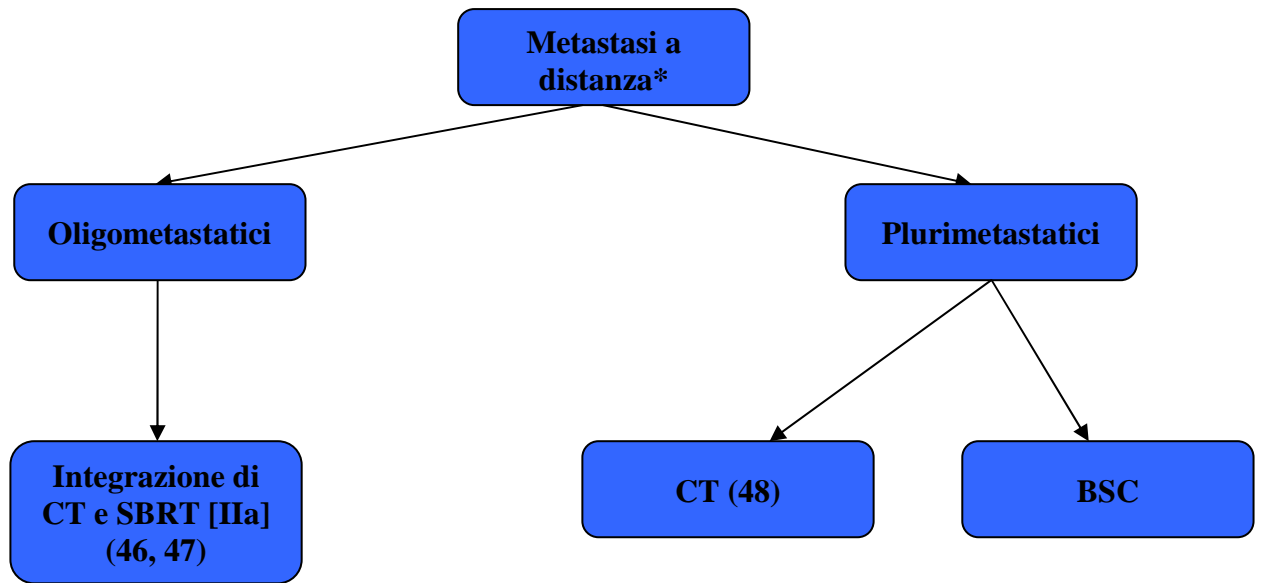 Metastasi a
distanza*
Oligometastatici
Plurimetastatici
Integrazione di
CT e SBRT [IIa]
(46, 47)
CT (48)
BSC